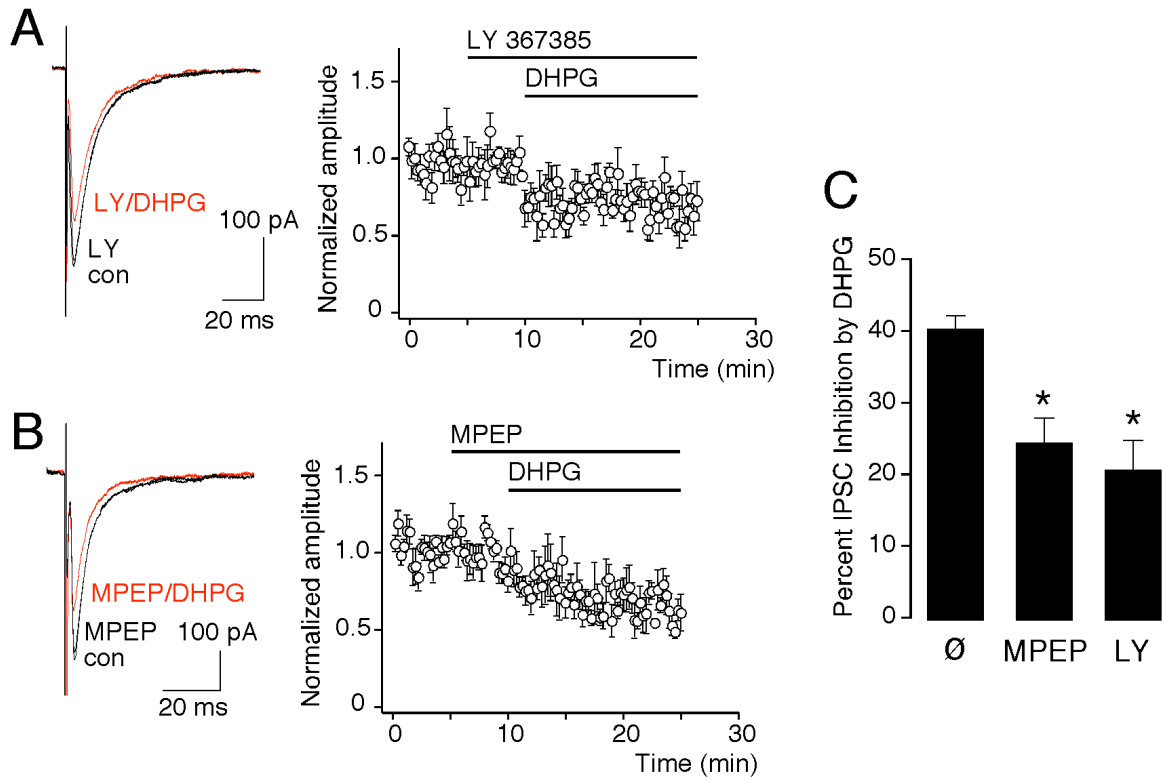 A
LY/DHPG
100 pA
LY
con
20 ms
LY 367385
DHPG
Normalized amplitude
1.5
1.0
0.5
0
0
10
20
30
Time (min)
B
MPEP/DHPG
MPEP
100 pA
con
20 ms
MPEP
DHPG
Normalized amplitude
1.5
1.0
0.5
0
0
10
20
30
Time (min)
C
Percent IPSC Inhibition by DHPG
50
40
30
20
10
0
*
*
Ø
MPEP
LY